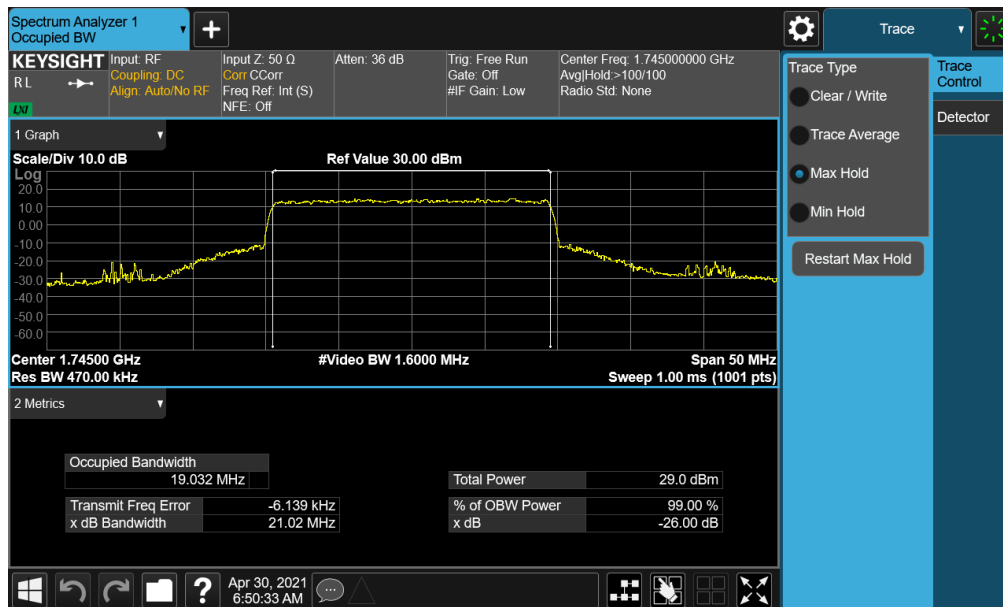 Spectrum Analyzer 1
Occupied BW
+
Trace
KEYSIGHT
R L
LXI
Input: RF
Coupling: DC
Align: Auto/No RF
Input Z: 50 Ω
Corr CCorr
Freq Ref: Int (S)
NFE: Off
Atten: 36 dB
Trig: Free Run
Gate: Off
#IF Gain: Low
Center Freq: 1.745000000 GHz
Avg|Hold:>100/100
Radio Std: None
Trace Type
Clear / Write
Trace Average
Max Hold
Min Hold
Restart Max Hold
Trace
Control
Detector
1 Graph
Scale/Div 10.0 dB
Ref Value 30.00 dBm
Log
20.0
10.0
0.00
-10.0
-20.0
-30.0
-40.0
-50.0
-60.0
Center 1.74500 GHz
#Video BW 1.6000 MHz
Span 50 MHz
Res BW 470.00 kHz
Sweep 1.00 ms (1001 pts)
2 Metrics
Occupied Bandwidth
19.032 MHz
Total Power 29.0 dBm
Transmit Freq Error -6.139 kHz
% of OBW Power 99.00 %
x dB Bandwidth 21.02 MHz
x dB -26.00 dB
?
Apr 30, 2021
6:50:33 AM